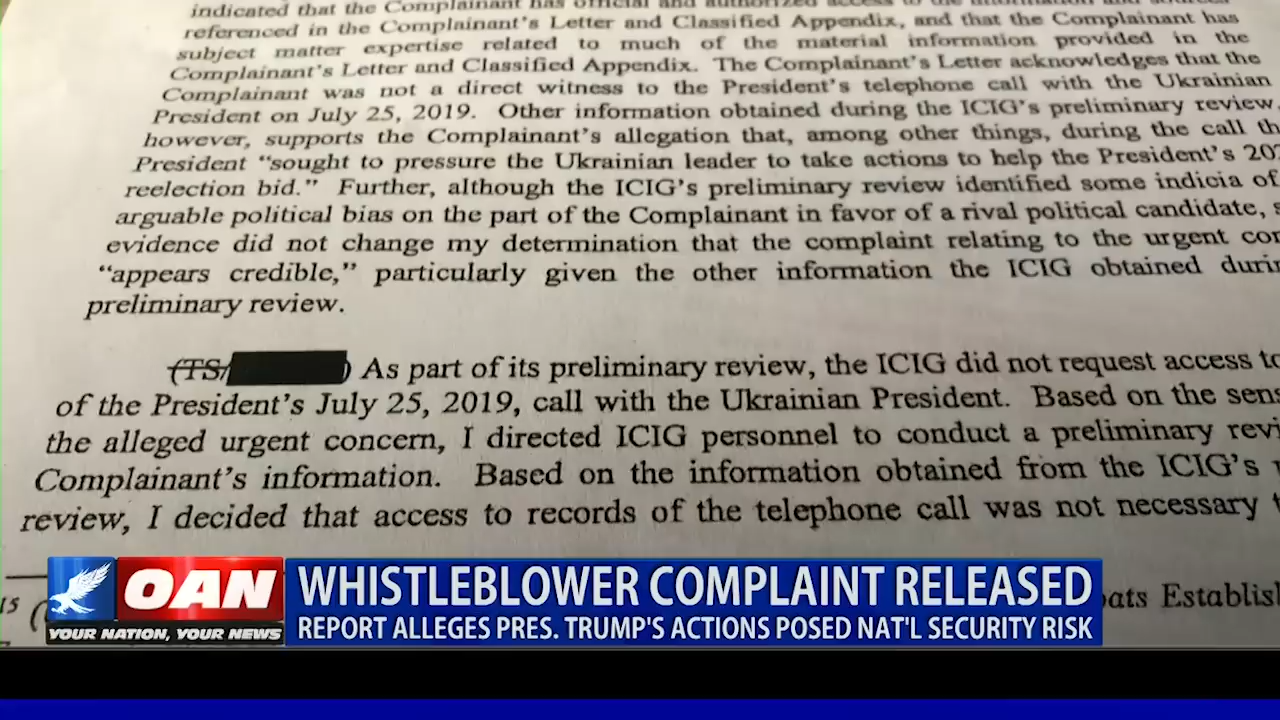 indicated that the Complainant has official and authorized access to the information and sources
referenced in the Complainant's Letter and Classified Appendix, and that the Complainant has
subject matter expertise related to much of the material information provided in the
Complainant's Letter and Classified Appendix. The Complainant's Letter acknowledges that the
Complainant was not a direct witness to the President's telephone call with the Ukrainian
President on July 25, 2019. Other information obtained during the ICIG's preliminary review,
however, supports the Complainant's allegation that, among other things, during the call th
President "sought to pressure the Ukrainian leader to take actions to help the President's 202
reelection bid." Further, although the ICIG's preliminary review identified some indicia of
arguable political bias on the part of the Complainant in favor of a rival political candidate, s
evidence did not change my determination that the complaint relating to the urgent con
"appears credible," particularly given the other information the ICIG obtained durin
preliminary review.
(TS/ ) As part of its preliminary review, the ICIG did not request access to
of the President's July 25, 2019, call with the Ukrainian President. Based on the sens
the alleged urgent concern, I directed ICIG personnel to conduct a preliminary revi
Complainant's information. Based on the information obtained from the ICIG's
review, I decided that access to records of the telephone call was not necessary
15 (
ats Establish
OAN
YOUR NATION, YOUR NEWS
WHISTLEBLOWER COMPLAINT RELEASED
REPORT ALLEGES PRES. TRUMP'S ACTIONS POSED NAT'L SECURITY RISK